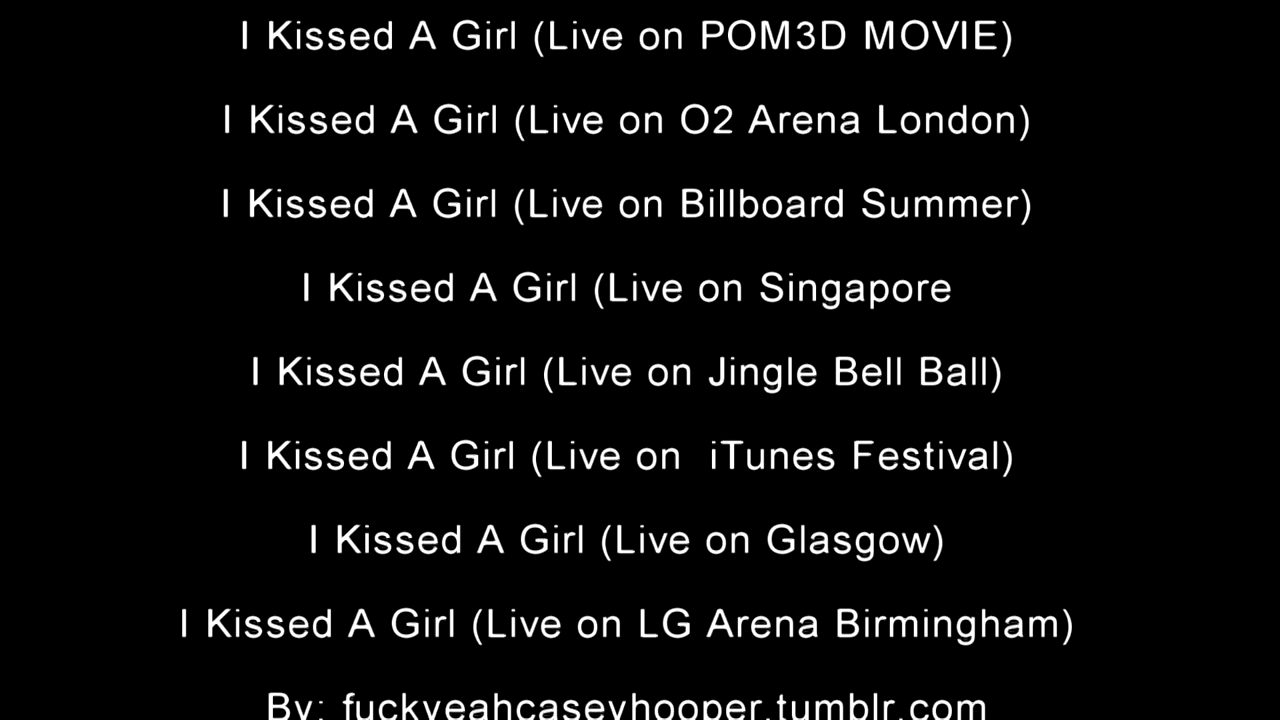 I Kissed A Girl (Live on POM3D MOVIE)
I Kissed A Girl (Live on O2 Arena London)
I Kissed A Girl (Live on Billboard Summer)
I Kissed A Girl (Live on Singapore
I Kissed A Girl (Live on Jingle Bell Ball)
I Kissed A Girl (Live on  iTunes Festival)
I Kissed A Girl (Live on Glasgow)
I Kissed A Girl (Live on LG Arena Birmingham)
By: fuckyeahcaseyhooper.tumblr.com